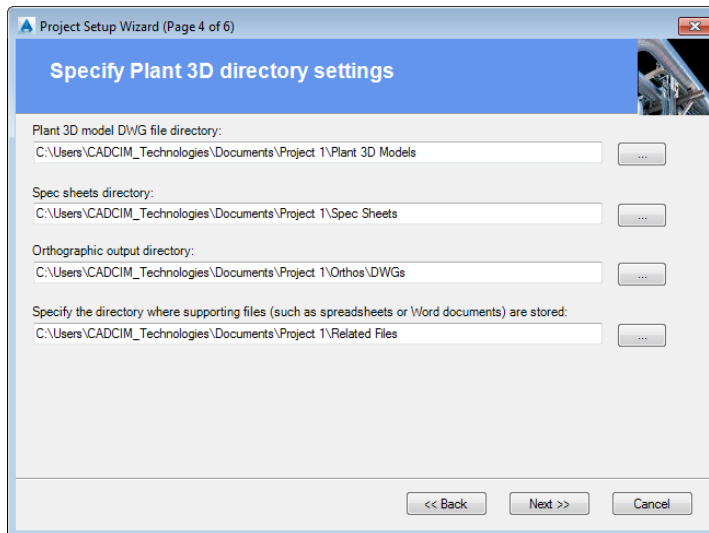 Project Setup Wizard (Page 4 of 6)
Specify Plant 3D directory settings
Plant 3D model DWG file directory:
C:\Users\CADCIM_Technologies\Documents\Project 1\Plant 3D Models
...
Spec sheets directory:
C:\Users\CADCIM_Technologies\Documents\Project 1\Spec Sheets
...
Orthographic output directory:
C:\Users\CADCIM_Technologies\Documents\Project 1\Orthos\DWGs
...
Specify the directory where supporting files (such as spreadsheets or Word documents) are stored:
C:\Users\CADCIM_Technologies\Documents\Project 1\Related Files
...
<< Back Next >> Cancel